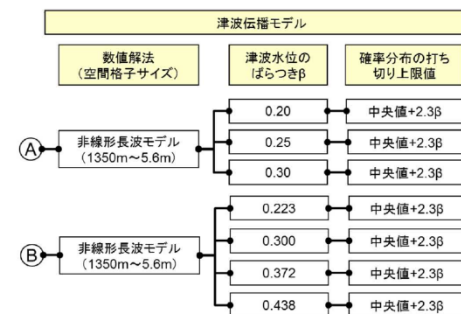 津波伝播モデル
数値解法
（空間格子サイズ）
津波水位の
ばらつきβ
確率分布の打ち
切り上限値
A
非線形長波モデル
（1350m～5.6m）
0.20
中央値+2.3β
0.25
中央値+2.3β
0.30
中央値+2.3β
B
非線形長波モデル
（1350m～5.6m）
0.223
中央値+2.3β
0.300
中央値+2.3β
0.372
中央値+2.3β
0.438
中央値+2.3β